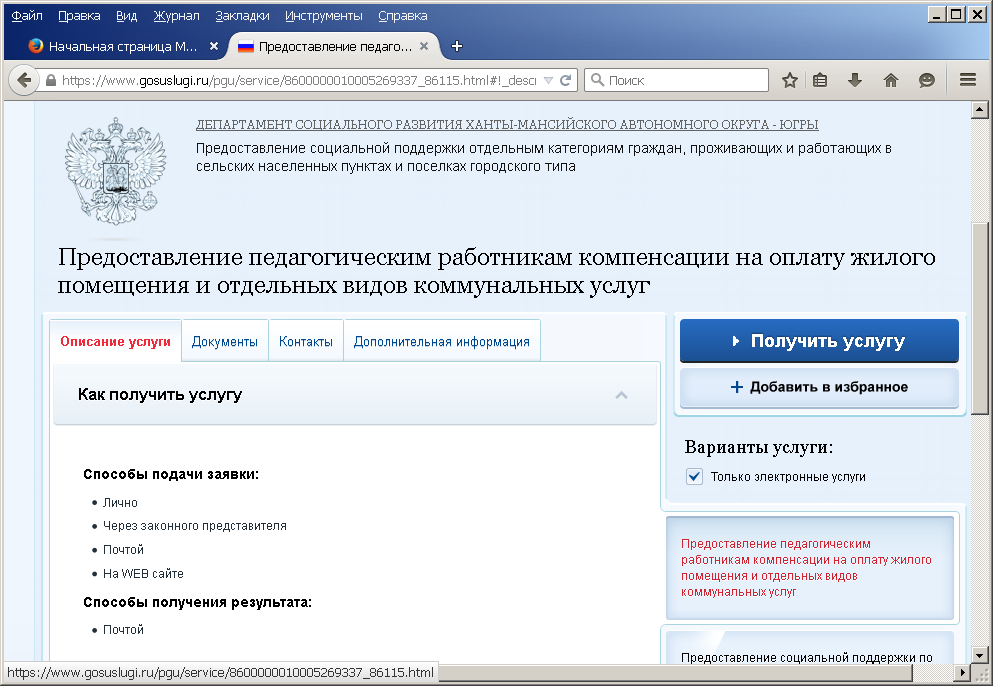 Файл Правка Вид Журнал Закладки Инструменты Справка
Начальная страница M... Предоставление педаго...
https://www.gosuslugi.ru/pgu/service/8600000010005269337_86115.html#!_desc Поиск
ДЕПАРТАМЕНТ СОЦИАЛЬНОГО РАЗВИТИЯ ХАНТЫ-МАНСИЙСКОГО АВТОНОМНОГО ОКРУГА - ЮГРЫ
Предоставление социальной поддержки отдельным категориям граждан, проживающих и работающих в
сельских населенных пунктах и поселках городского типа
Предоставление педагогическим работникам компенсации на оплату жилого
помещения и отдельных видов коммунальных услуг
Описание услуги Документы Контакты Дополнительная информация
Как получить услугу
Способы подачи заявки:
• Лично
• Через законного представителя
• Почтой
• На WEB сайте
Способы получения результата:
• Почтой
Получить услугу
+ Добавить в избранное
Варианты услуги:
Только электронные услуги
Предоставление педагогическим
работникам компенсации на оплату жилого
помещения и отдельных видов
коммунальных услуг
Предоставление социальной поддержки по
https://www.gosuslugi.ru/pgu/service/8600000010005269337_86115.html